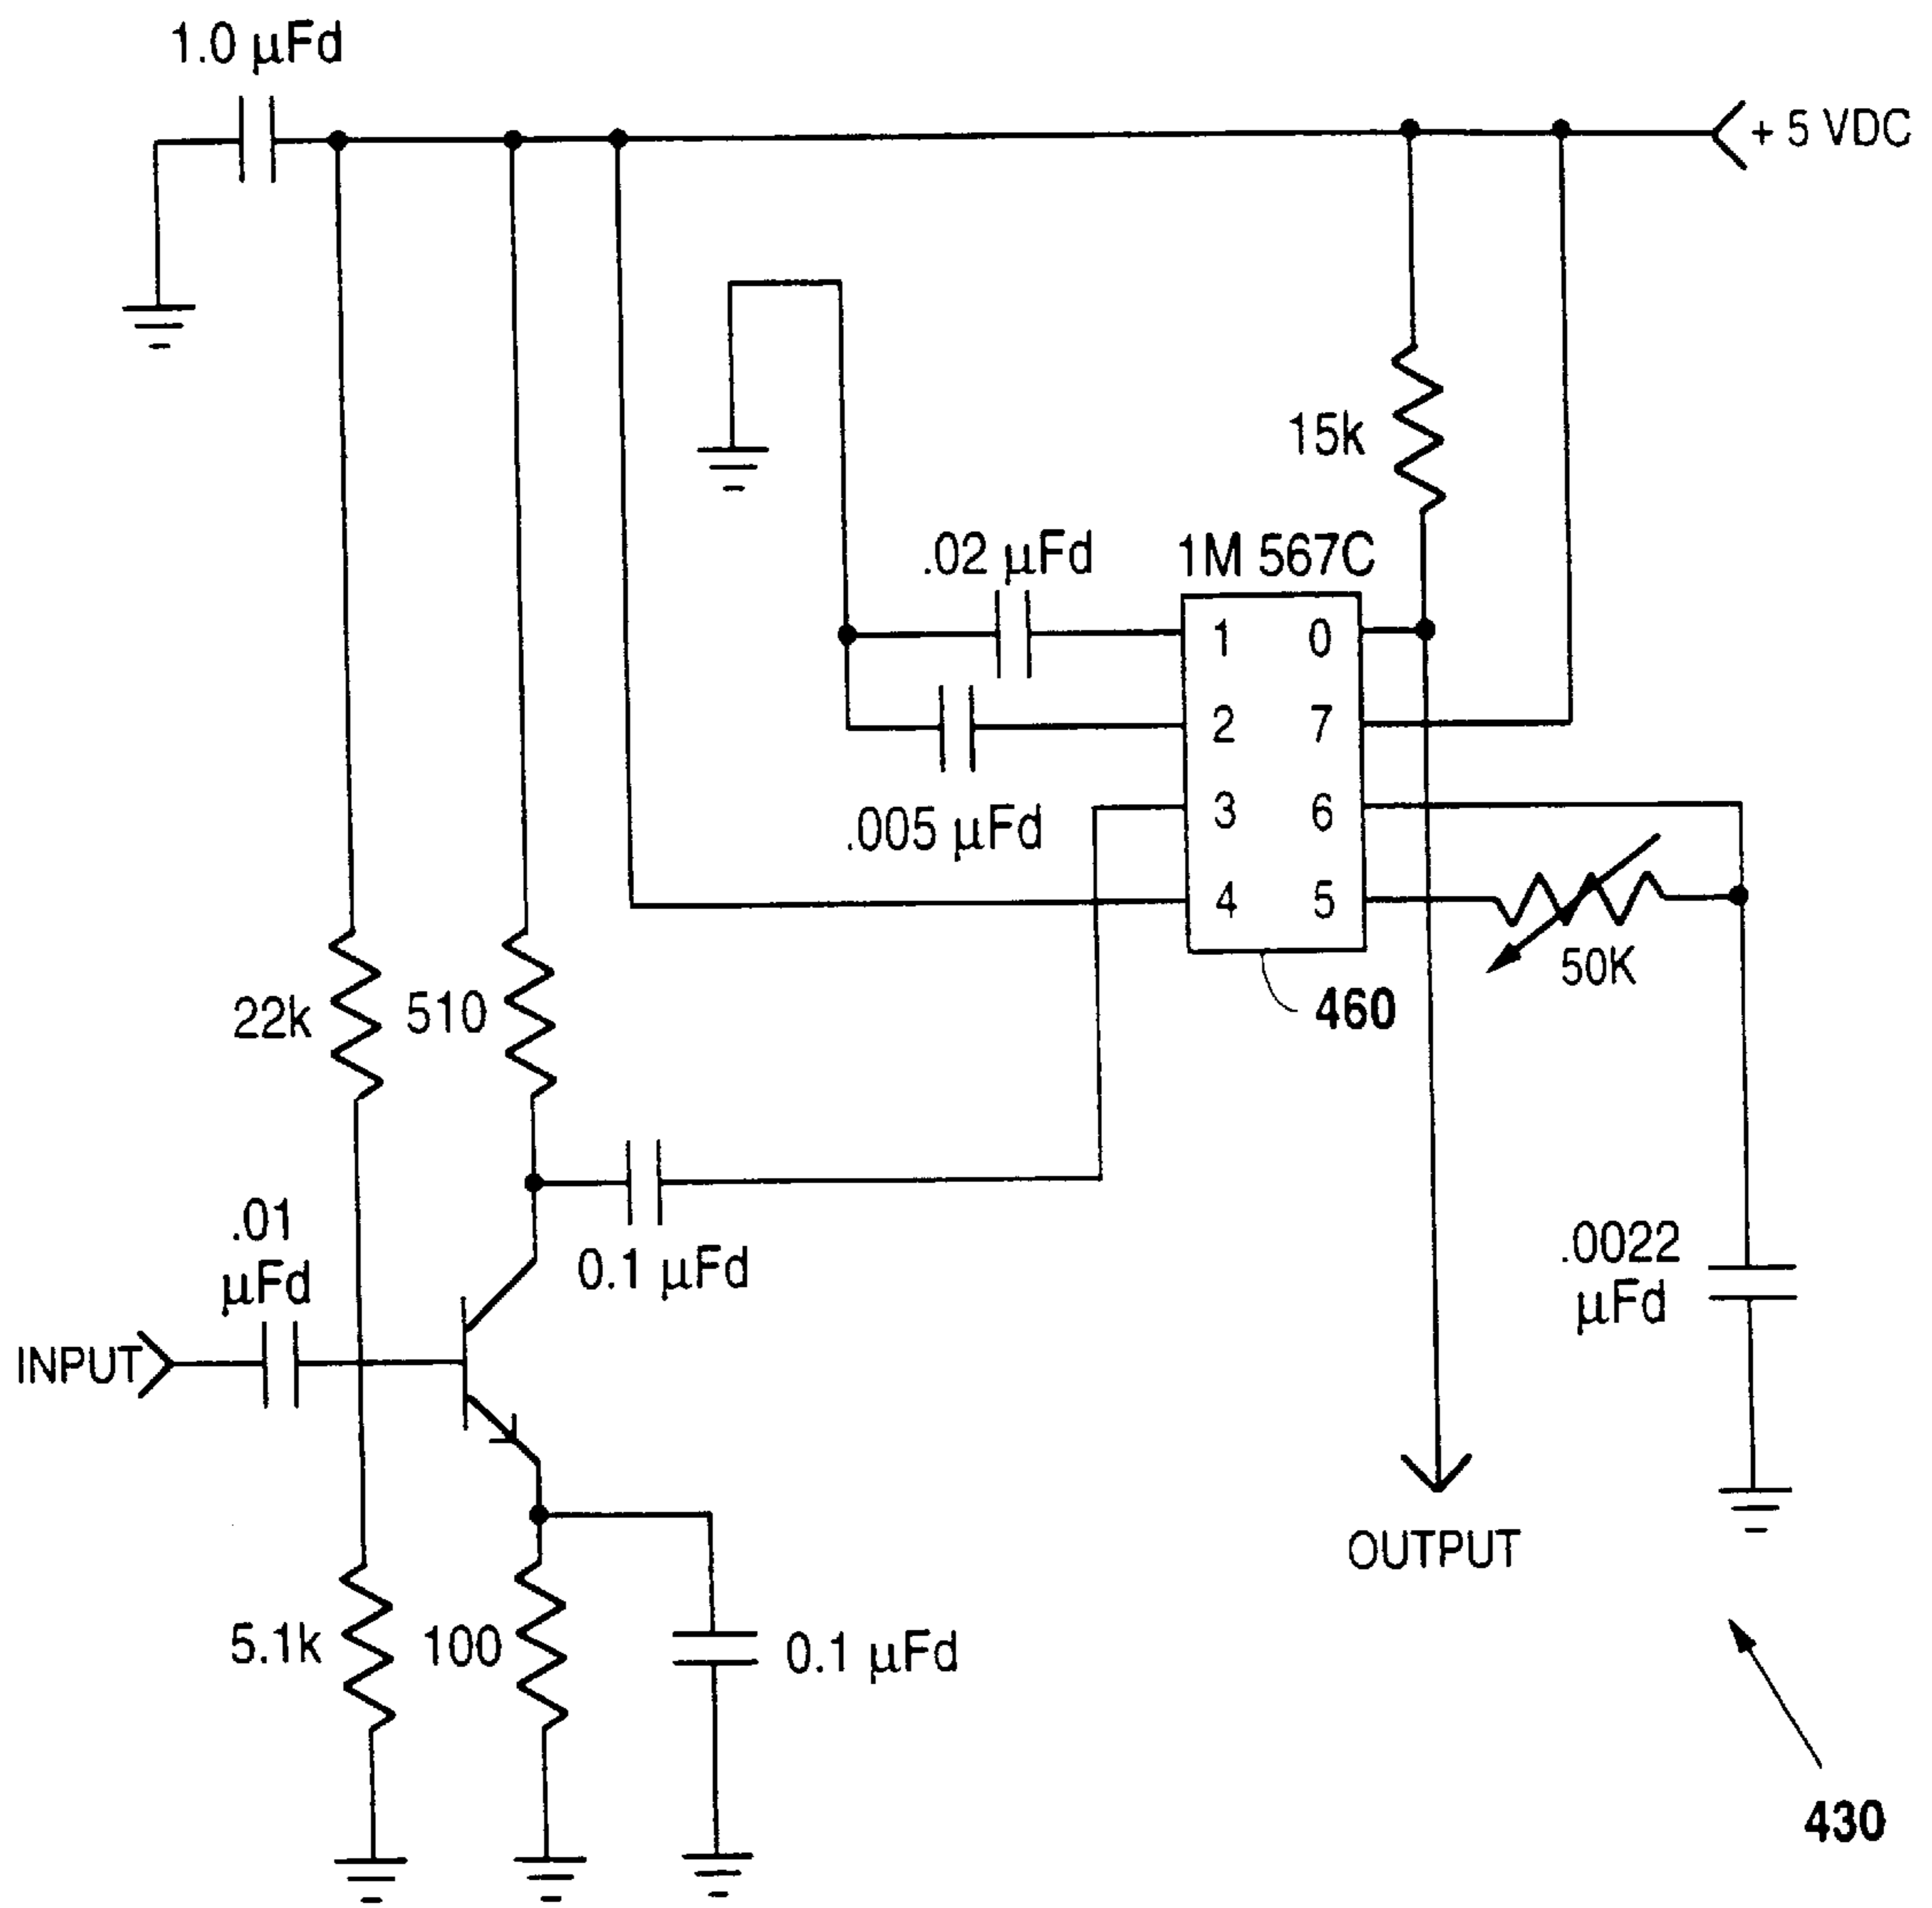 1.0 µFd
+ 5 VDC
15k
.02 µFd
1M 567C
1 0
2 7
.005 µFd
3 6
4 5
50K
460
22k
510
.01
µFd
0.1 µFd
.0022
µFd
INPUT
OUTPUT
5.1k
100
0.1 µFd
430